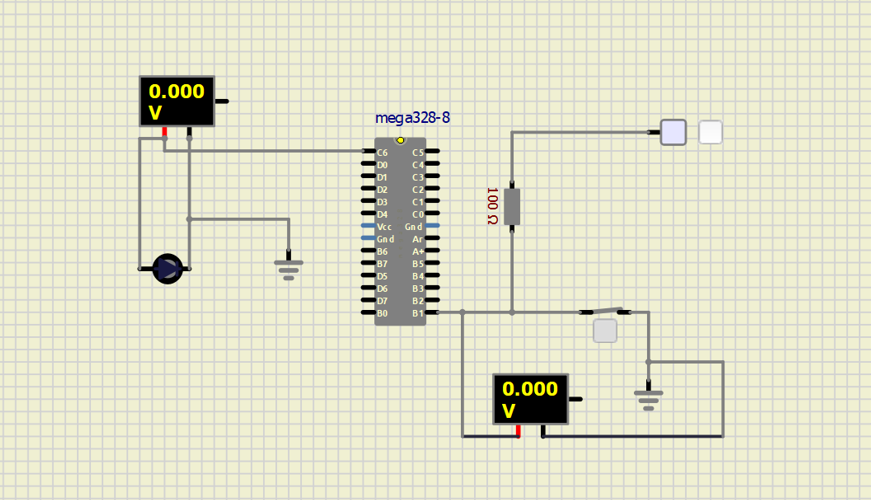 0.000
V
mega328-8
C6 C5
D0 C4
D1 C3
D2 C2
D3 C1
D4 C0
Vcc Gnd
Gnd Ar
B6 A+
B7 B5
D5 B4
D6 B3
D7 B2
B0 B1
100 Ω
0.000
V